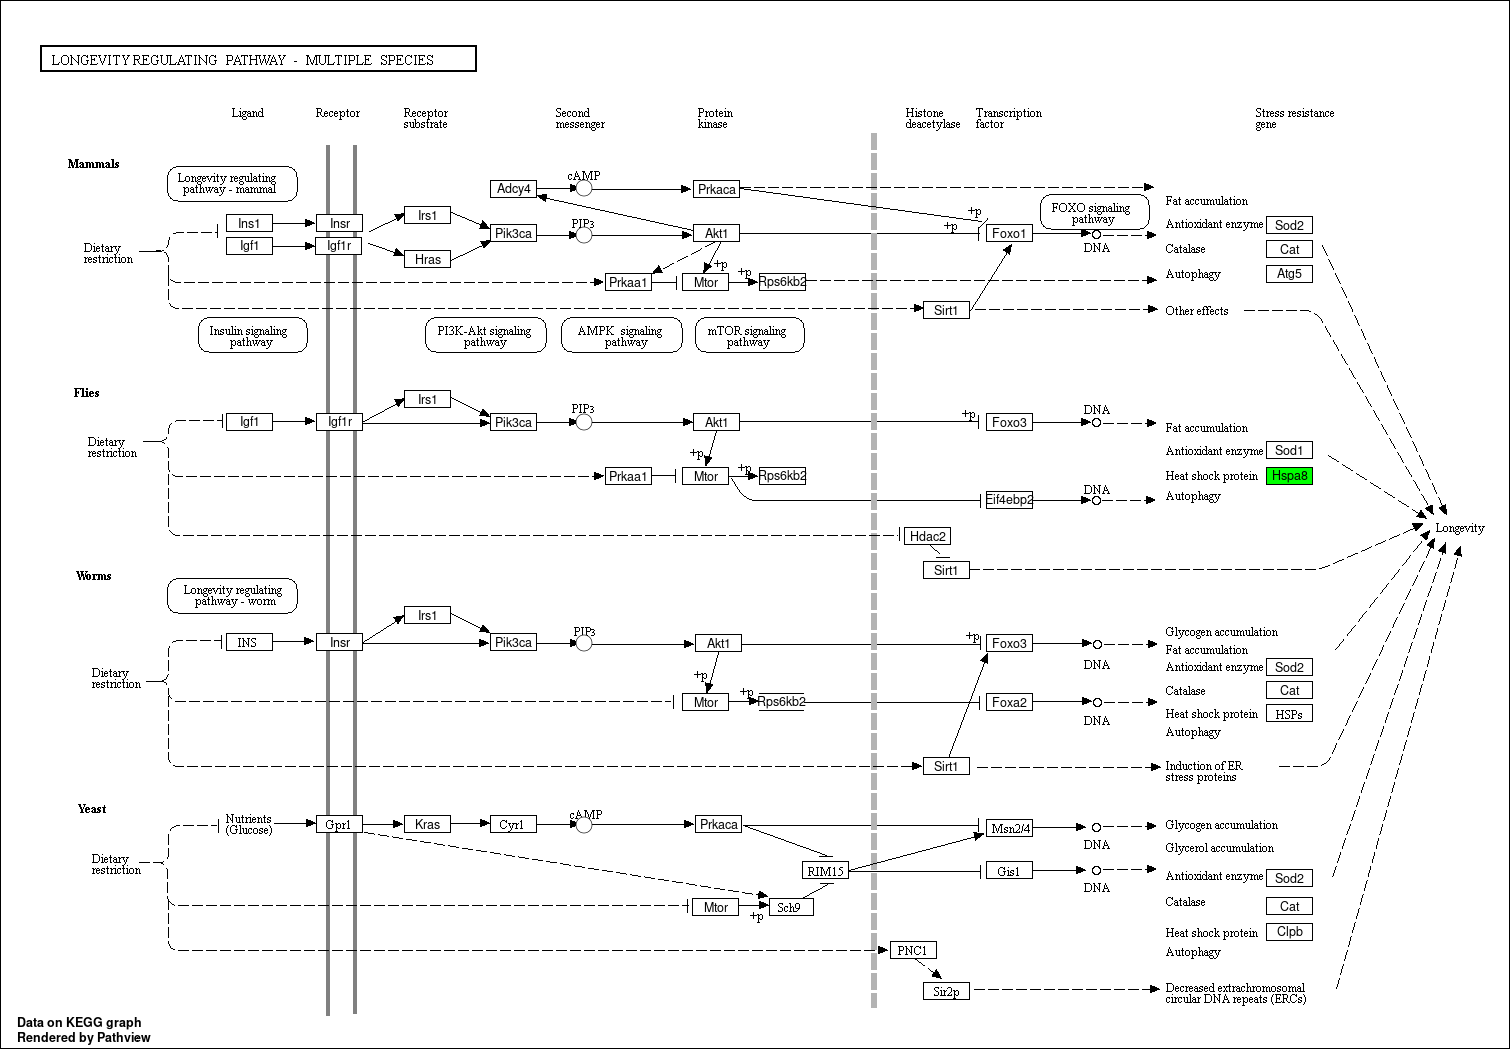 LONGEVITY REGULATING PATHWAY - MULTIPLE SPECIES
Ligand
Receptor
Receptor
substrate
Second
messenger
Protein
kinase
Histone
deacetylase
Transcription
factor
Stress resistance
gene
Mammals
Longevity regulating
pathway - mammal
Adcy4
cAMP
Prkaca
Fat accumulation
Ins1
Insr
Irs1
Igf1
Igf1r
Hras
Pik3ca
PIP3
Akt1
+p
+p
Foxo1
FOXO signaling
pathway
DNA
Antioxidant enzyme
Sod2
Catalase
Cat
Dietary
restriction
Prkaa1
+p
Mtor
+p
Rps6kb2
Autophagy
Atg5
Sirt1
Other effects
Insulin signaling
pathway
PI3K-Akt signaling
pathway
AMPK signaling
pathway
mTOR signaling
pathway
Flies
Irs1
Igf1
Igf1r
Pik3ca
PIP3
Akt1
+p
Foxo3
DNA
Fat accumulation
Dietary
restriction
Antioxidant enzyme
Sod1
Prkaa1
+p
Mtor
+p
Rps6kb2
Heat shock protein
Hspa8
Eif4ebp2
DNA
Autophagy
Hdac2
Sirt1
Longevity
Worms
Longevity regulating
pathway - worm
Irs1
INS
Insr
Pik3ca
PIP3
Akt1
+p
Foxo3
DNA
Glycogen accumulation
Fat accumulation
Antioxidant enzyme
Sod2
Dietary
restriction
+p
Mtor
+p
Rps6kb2
Foxa2
DNA
Catalase
Cat
Heat shock protein
HSPs
Autophagy
Sirt1
Induction of ER
stress proteins
Yeast
Nutrients
(Glucose)
Gpr1
Kras
Cyr1
cAMP
Prkaca
Msn2/4
DNA
Glycogen accumulation
Glycerol accumulation
Dietary
restriction
RIM15
Gis1
DNA
Antioxidant enzyme
Sod2
Mtor
+p
Sch9
Catalase
Cat
Heat shock protein
Clpb
Autophagy
PNC1
Sir2p
Decreased extrachromosomal
circular DNA repeats (ERCs)
Data on KEGG graph
Rendered by Pathview